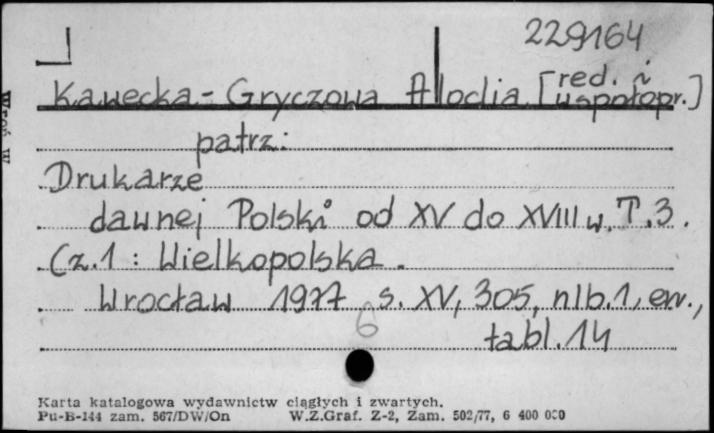 229164
Kawecka-Gryczowa Alodia [red. i współopr.]
patrz:
Drukarze
dawnej Polski od XV do XVIII w. T.3.
Cz.1: Wielkopolska.
Wrocław 1977 s. XV, 305, nlb.1, err.,
6
tabl. 14
Karta katalogowa wydawnictw ciągłych i zwartych.
Pu-B-144 zam. 567/DW/On W.Z.Graf. Z-2, Zam. 502/77, 6 400 000